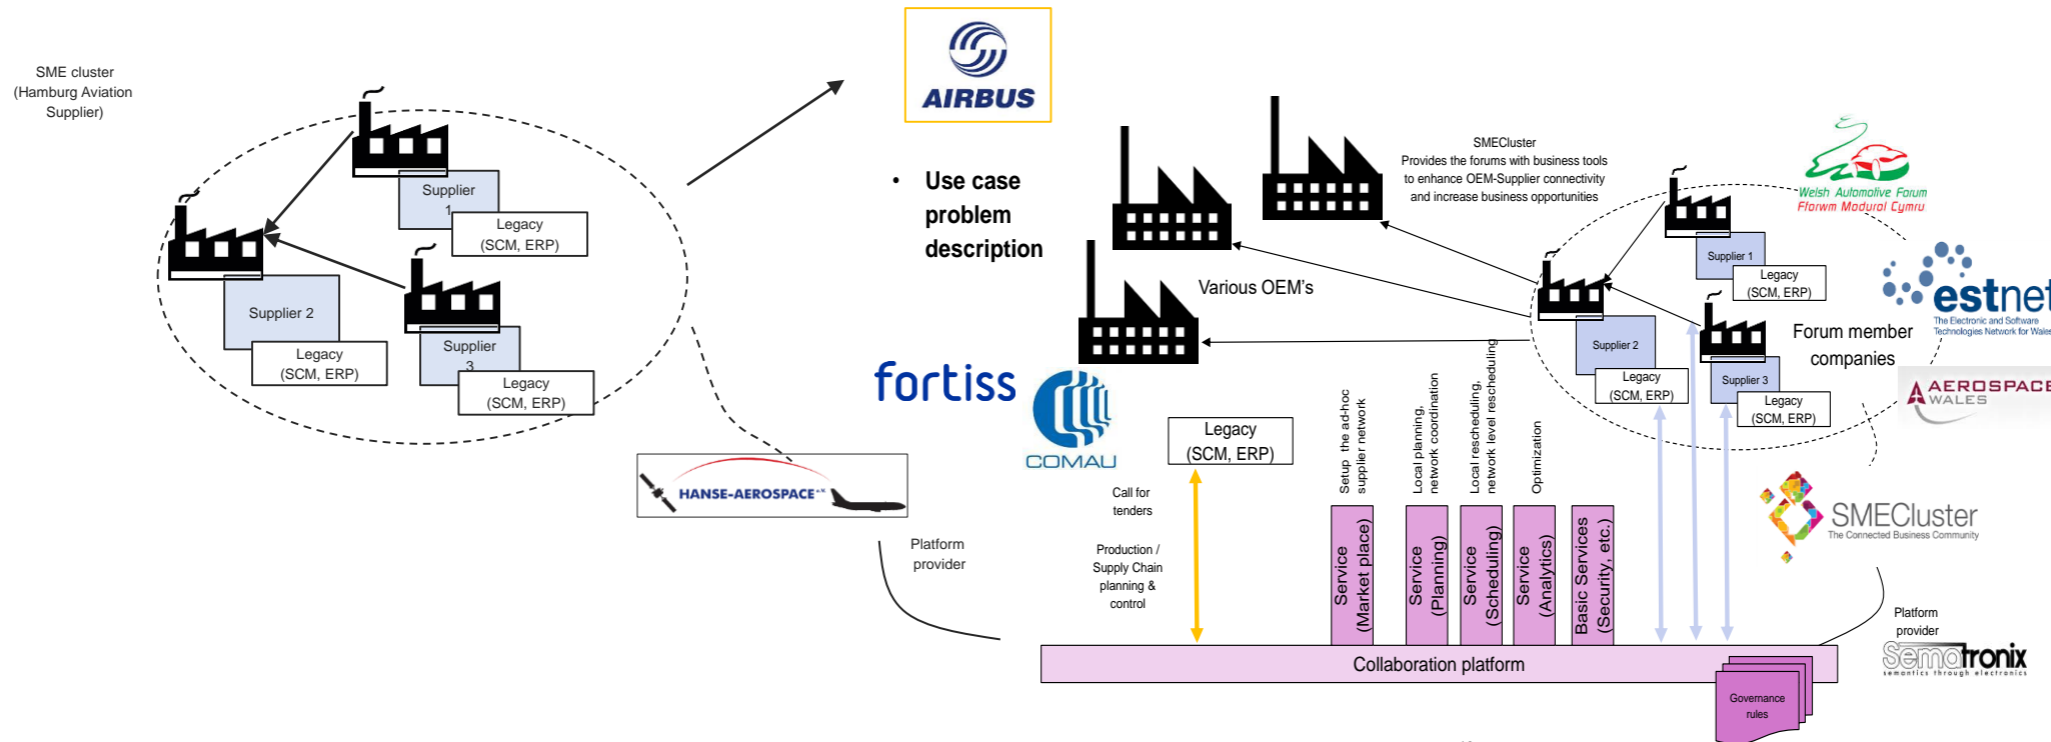 SME cluster
(Hamburg Aviation
Supplier)
Supplier
1
Legacy
(SCM, ERP)
Supplier 2
Legacy
(SCM, ERP)
Supplier
3
Legacy
(SCM, ERP)
AIRBUS
• Use case
problem
description
fortiss
COMAU
HANSE-AEROSPACE e.V.
Platform
provider
Various OEM's
SMECluster
Provides the forums with business tools
to enhance OEM-Supplier connectivity
and increase business opportunities
Welsh Automotive Forum
Fforwm Modurol Cymru
Supplier 1
Legacy
(SCM, ERP)
Supplier 2
Legacy
(SCM, ERP)
Supplier 3
Legacy
(SCM, ERP)
Forum member
companies
estnet
The Electronic and Software
Technologies Network for Wales
AEROSPACE
WALES
Legacy
(SCM, ERP)
Call for
tenders
Production /
Supply Chain
planning &
control
Setup the ad-hoc
supplier network
Local planning,
network coordination
Local rescheduling,
network level rescheduling
Optimization
Service
(Market place)
Service
(Planning)
Service
(Scheduling)
Service
(Analytics)
Basic Services
(Security, etc.)
SMECluster
The Connected Business Community
Platform
provider
Sematronix
semantics through electronics
Collaboration platform
Governance
rules